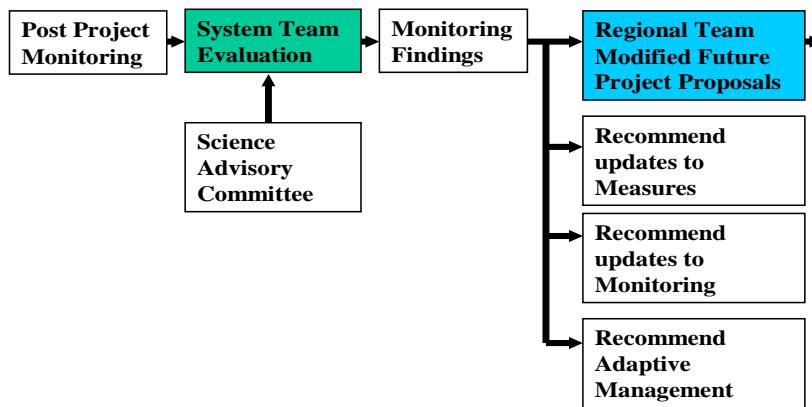 Post Project
Monitoring
System Team
Evaluation
Monitoring
Findings
Regional Team
Modified Future
Project Proposals
Science
Advisory
Committee
Recommend
updates to
Measures
Recommend
updates to
Monitoring
Recommend
Adaptive
Management